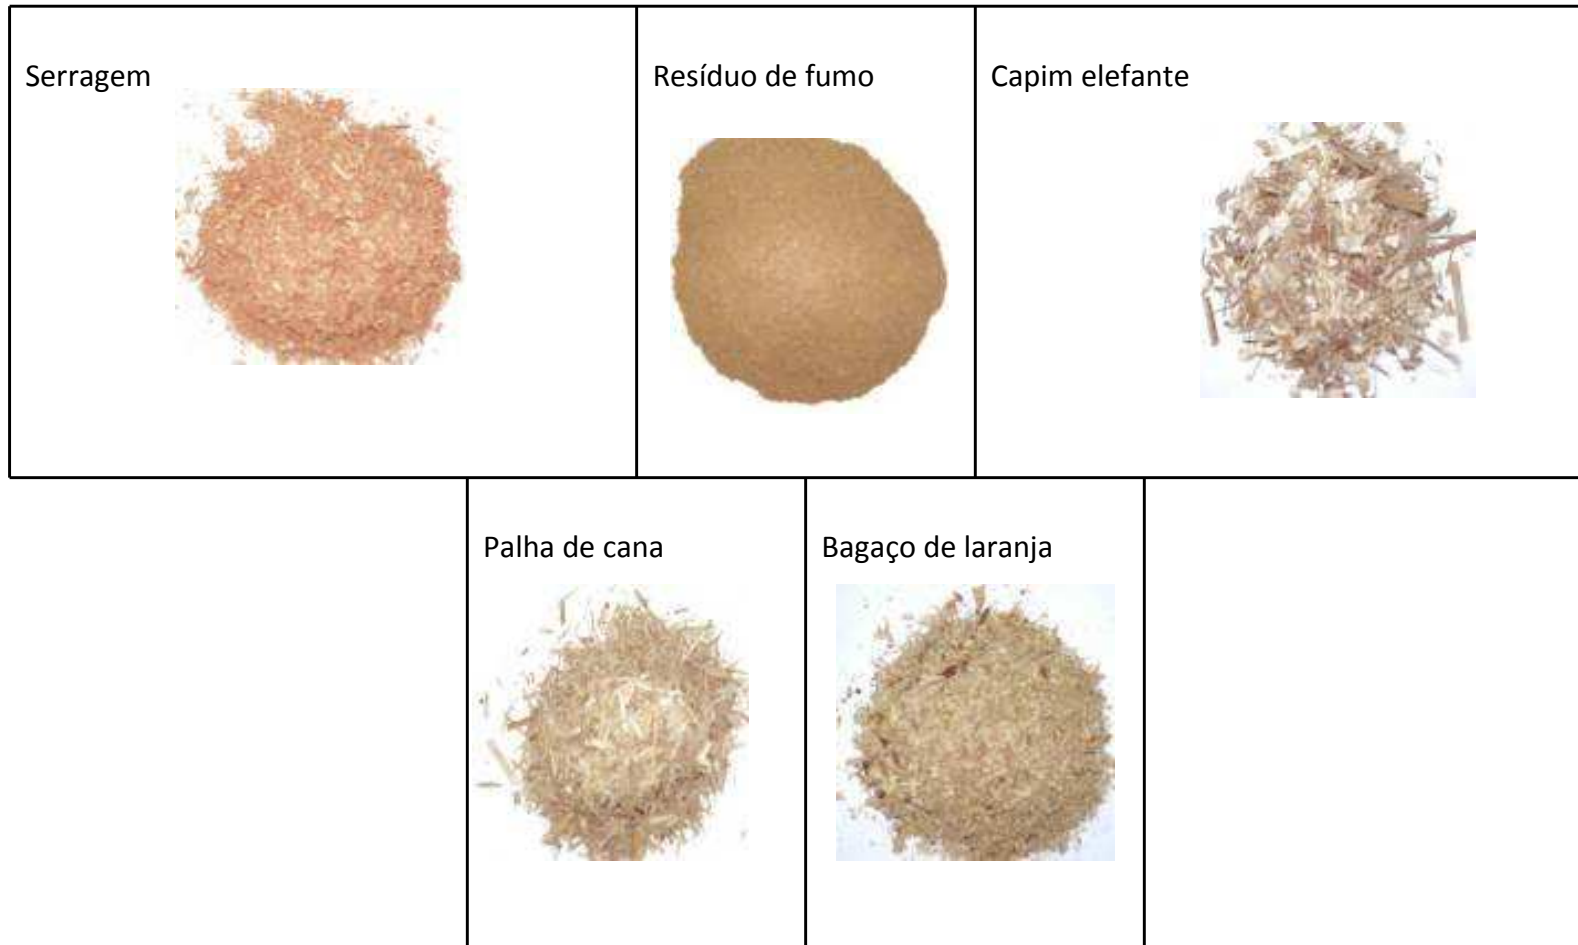 Serragem
Resíduo de fumo
Capim elefante
Palha de cana
Bagaço de laranja